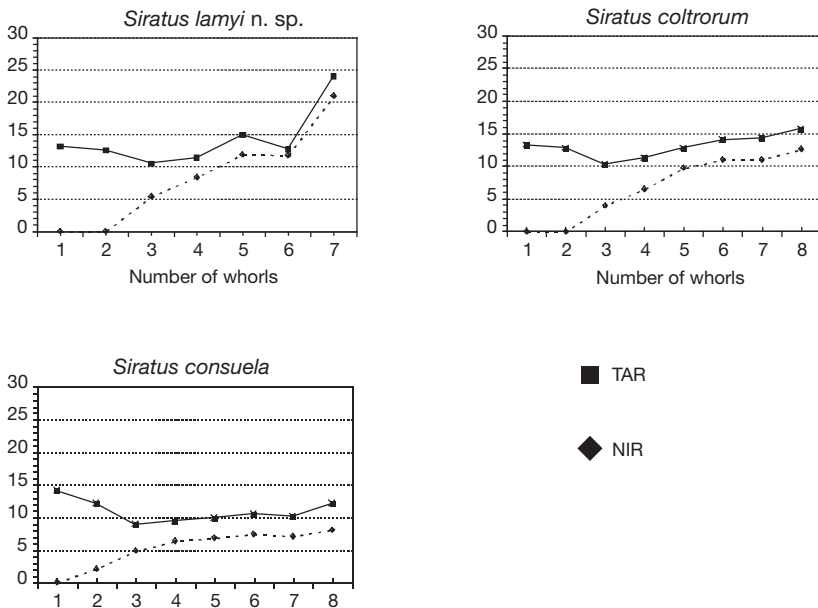 Siratus lamyi n. sp.
30
25
20
15
10
5
0
1 2 3 4 5 6 7
Number of whorls
Siratus coltrorum
30
25
20
15
10
5
0
1 2 3 4 5 6 7 8
Number of whorls
Siratus consuela
30
25
20
15
10
5
0
1 2 3 4 5 6 7 8
TAR
NIR